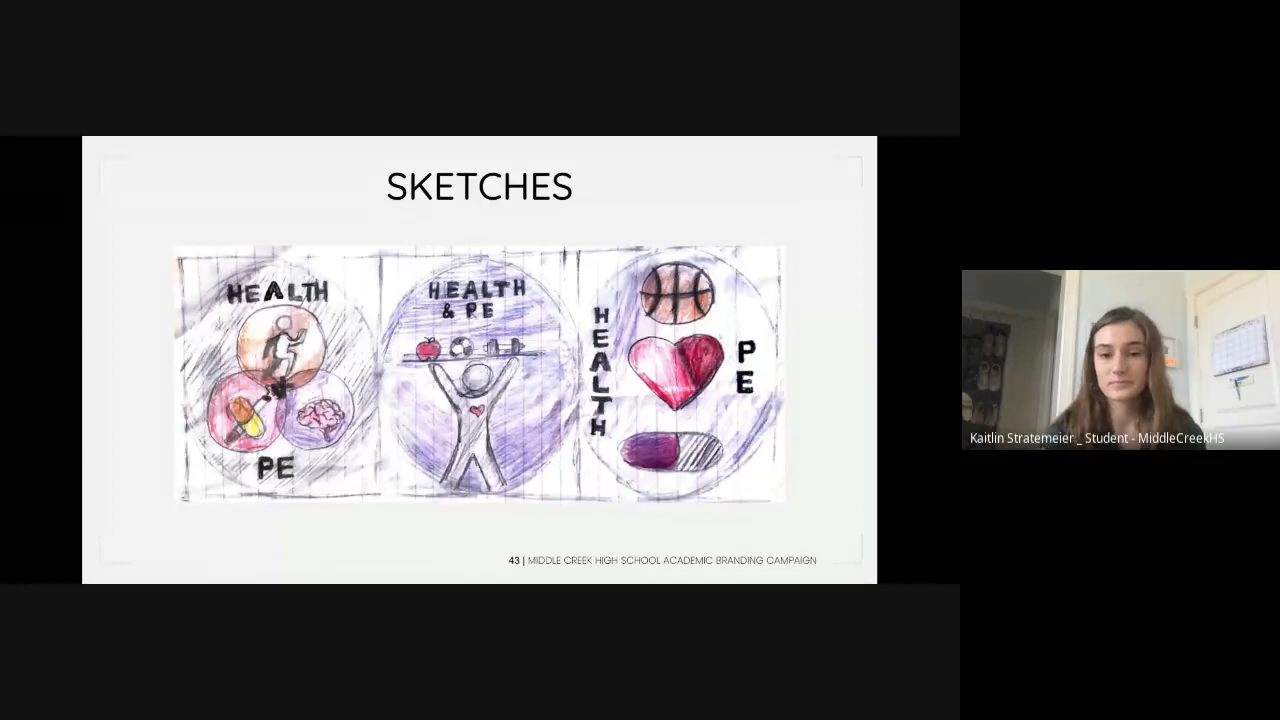 SKETCHES
HEALTH
PE
HEALTH
& PE
HEALTH
PE
43 | MIDDLE CREEK HIGH SCHOOL ACADEMIC BRANDING CAMPAIGN
Kaitlin Stratemeier _ Student - MiddleCreekHS